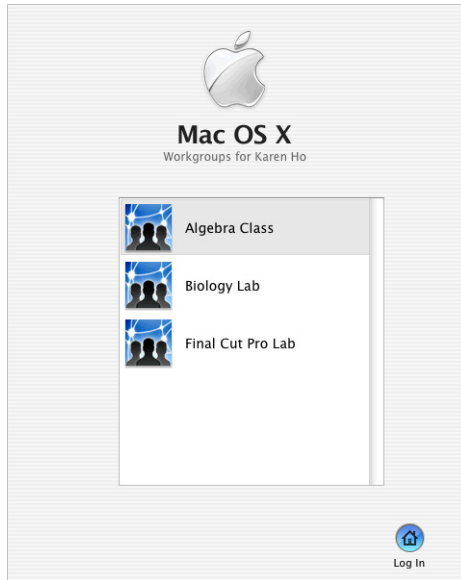 Mac OS X
Workgroups for Karen Ho
Algebra Class
Biology Lab
Final Cut Pro Lab
Log In